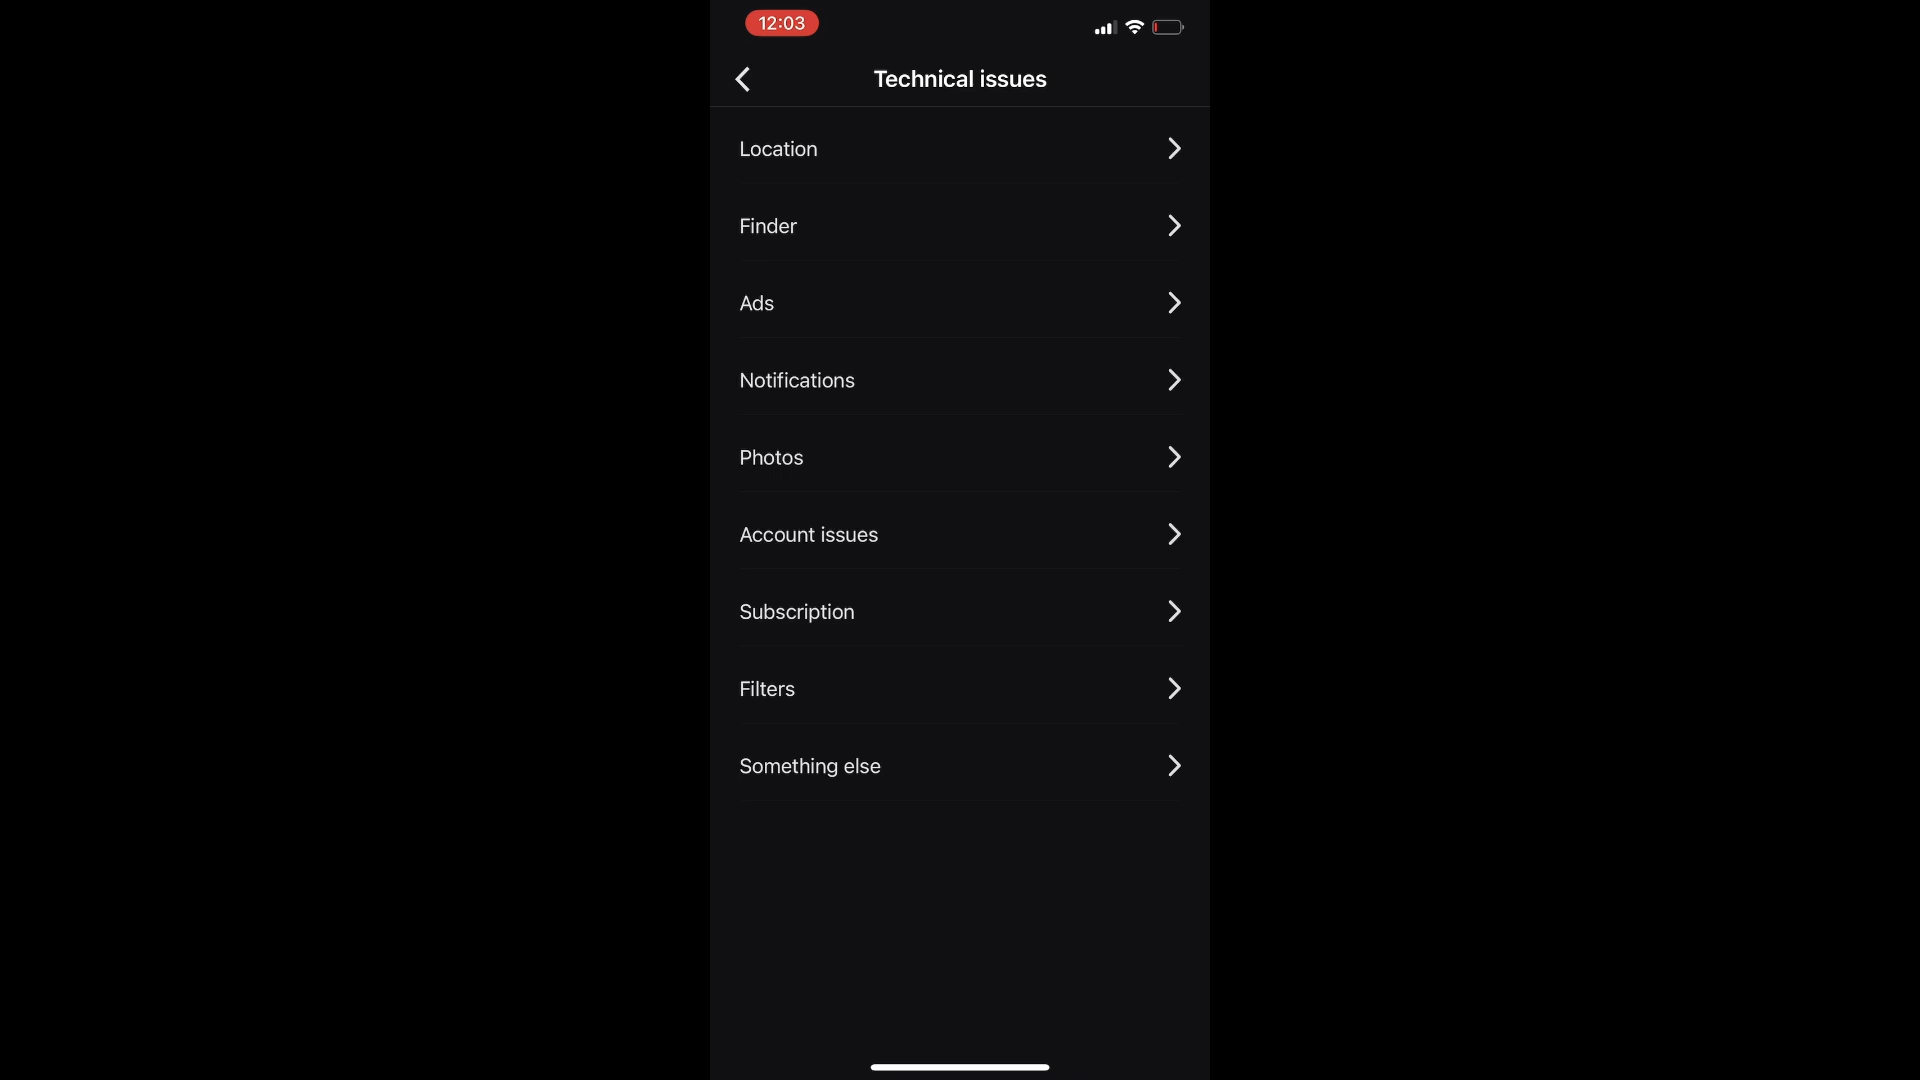 12:03
Technical issues
Location
Finder
Ads
Notifications
Photos
Account issues
Subscription
Filters
Something else